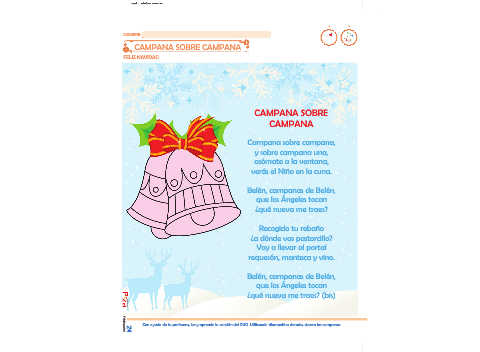 CAMPANA SOBRE CAMPANA
FELIZ NAVIDAD
CAMPANA SOBRE
CAMPANA
Campana sobre campana,
y sobre campana una,
asómate a la ventana,
verás el Niño en la cuna.
Belén, campanas de Belén,
que los Ángeles tocan
¿qué nueva me traes?
Recogido tu rebaño
¿a dónde vas pastorcillo?
Voy a llevar al portal
requesón, manteca y vino.
Belén, campanas de Belén,
que los Ángeles tocan
¿qué nueva me traes? (bis)